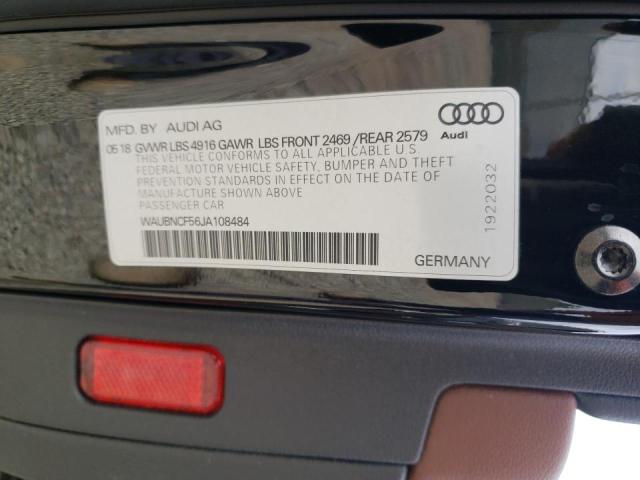 MFD. BY AUDI AG
05 18 GVWR LBS 4916 GAWR LBS FRONT 2469 /REAR 2579
THIS VEHICLE CONFORMS TO ALL APPLICABLE U.S.
FEDERAL MOTOR VEHICLE SAFETY, BUMPER AND THEFT
PREVENTION STANDARDS IN EFFECT ON THE DATE OF
MANUFACTURE SHOWN ABOVE
PASSENGER CAR
WAUBNCF56JA108484
Audi
1922032
GERMANY